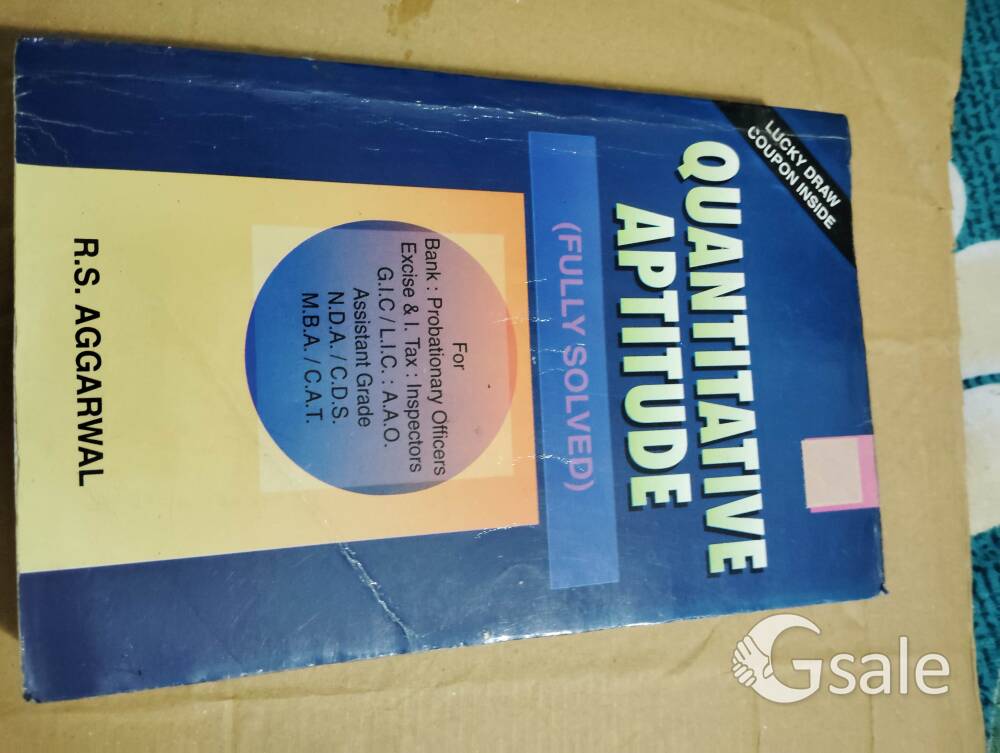 LUCKY DRAW
COUPON INSIDE
QUANTITATIVE
APTITUDE
(FULLY SOLVED)
For
Bank : Probationary Officers
Excise & I. Tax : Inspectors
G.I.C / L.I.C. : A.A.O.
Assistant Grade
N.D.A. / C.D.S.
M.B.A. / C.A.T.
R.S. AGGARWAL
Gsale